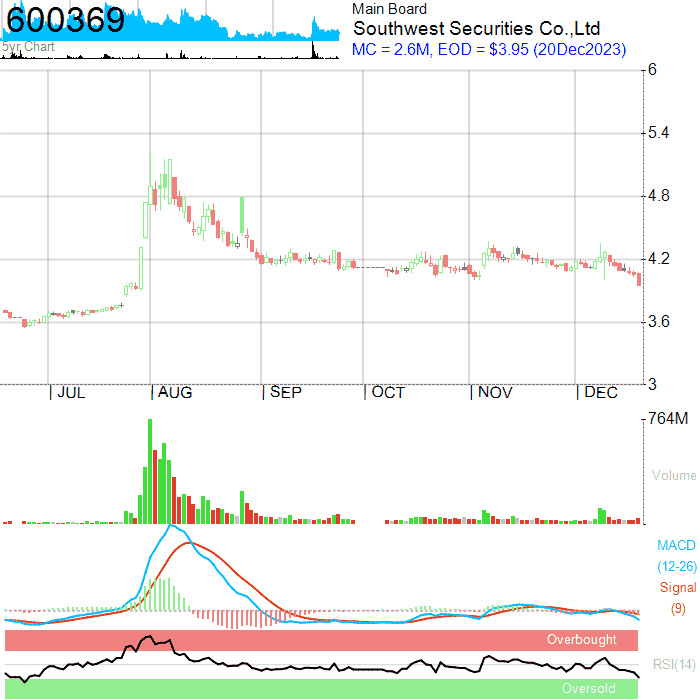 600369
5yr Chart
Main Board
Southwest Securities Co.,Ltd
MC = 2.6M, EOD = $3.95 (20Dec2023)
6
5.4
4.8
4.2
3.6
3
JUL
AUG
SEP
OCT
NOV
DEC
764M
Volume
MACD
(12-26)
Signal
(9)
Overbought
RSI(14)
Oversold